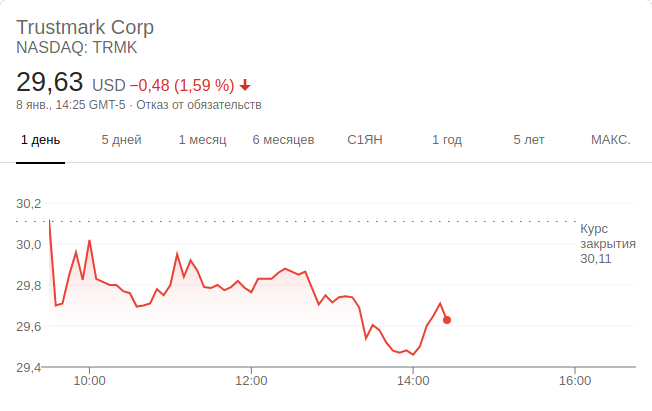 Trustmark Corp
NASDAQ: TRMK
29,63 USD −0,48 (1,59 %)
8 янв., 14:25 GMT-5 · Отказ от обязательств
1 день 5 дней 1 месяц 6 месяцев С1ЯН 1 год 5 лет МАКС.
30,2
Курс
закрытия
30,11
30,0
29,8
29,6
29,4
10:00 12:00 14:00 16:00